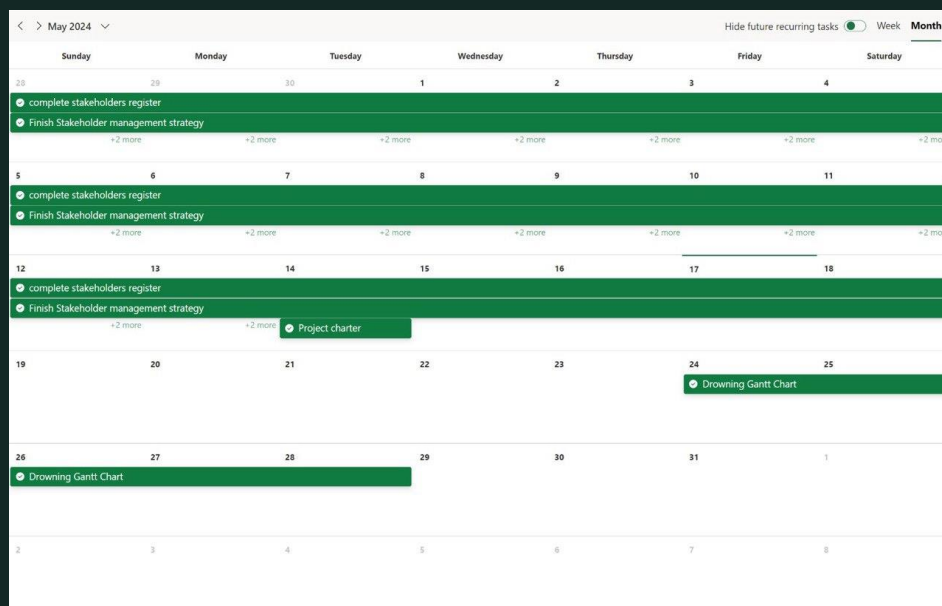 May 2024 Hide future recurring tasks Week Month
Sunday Monday Tuesday Wednesday Thursday Friday Saturday
28 29 30 1 2 3 4
complete stakeholders register
Finish Stakeholder management strategy
+2 more +2 more +2 more +2 more +2 more +2 more +2 mo
5 6 7 8 9 10 11
complete stakeholders register
Finish Stakeholder management strategy
+2 more +2 more +2 more +2 more +2 more +2 more +2 mo
12 13 14 15 16 17 18
complete stakeholders register
Finish Stakeholder management strategy
+2 more +2 more Project charter
19 20 21 22 23 24 25
Drowning Gantt Chart
26 27 28 29 30 31 1
Drowning Gantt Chart
2 3 4 5 6 7 8